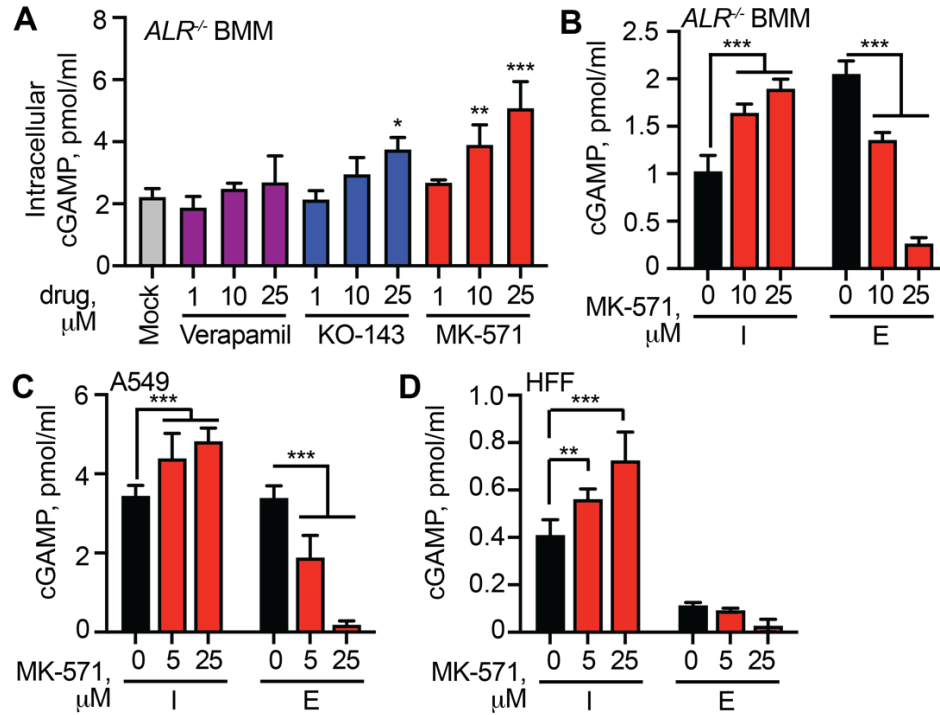 A
ALR-/- BMM
Intracellular
cGAMP, pmol/ml
8
6
4
2
0
*
**
***
drug,
μM
Mock
1 10 25 1 10 25 1 10 25
Verapamil KO-143 MK-571
B
ALR-/- BMM
cGAMP, pmol/ml
2.5
2
1.5
1
0.5
0
*** ***
MK-571,
μM
0 10 25 0 10 25
I E
C
A549
cGAMP, pmol/ml
6
4
2
0
*** ***
MK-571,
μM
0 5 25 0 5 25
I E
D
HFF
cGAMP, pmol/ml
1.0
0.8
0.6
0.4
0.2
0
***
**
MK-571,
μM
0 5 25 0 5 25
I E